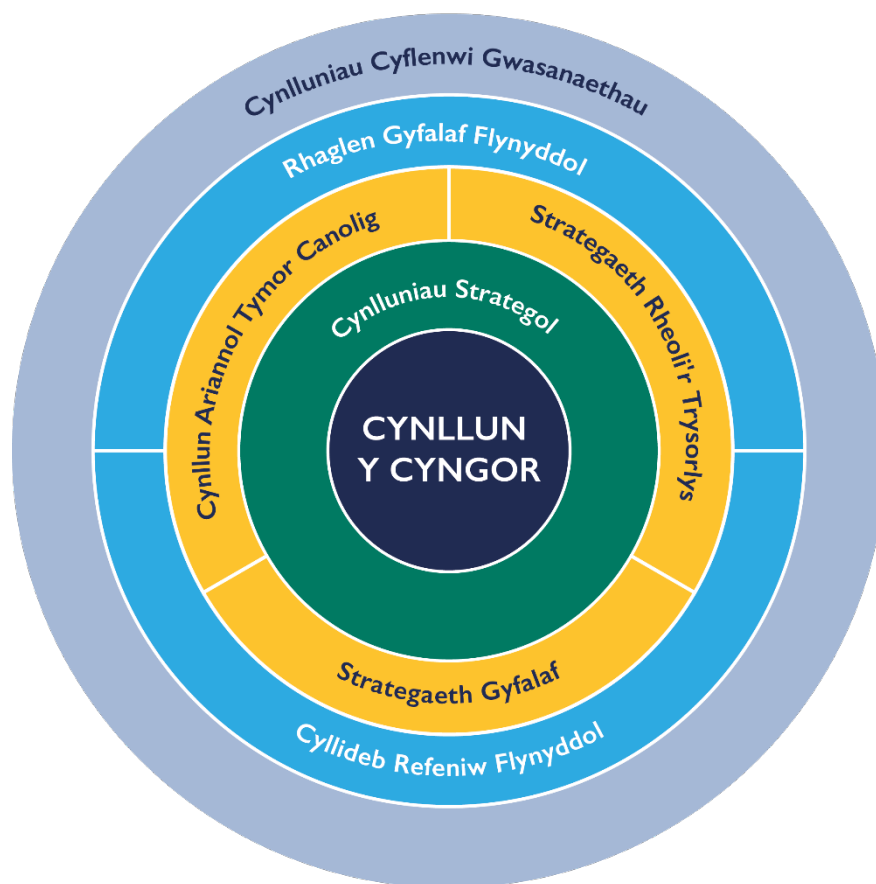 Cynlluniau Cyflenwi Gwasanaethau
Rhaglen Gyfalaf Flynyddol
Cynllun Ariannol Tymor Canolig
Strategaeth Rheoli'r Trysorlys
Cynlluniau Strategol
CYNLLUN
Y CYNGOR
Strategaeth Gyfalaf
Cyllideb Refeniw Flynyddol